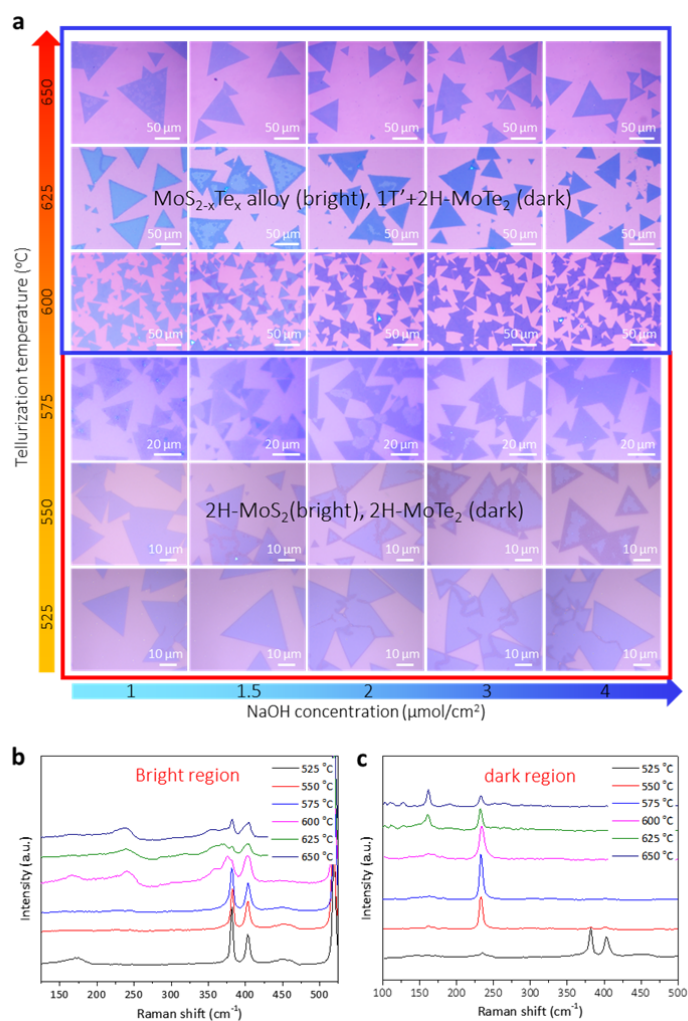 a
650
50 µm 50 µm 50 µm 50 µm 50 µm
625
MoS2-xTex alloy (bright), 1T’+2H-MoTe2 (dark)
50 µm 50 µm 50 µm 50 µm 50 µm
600
50 µm 50 µm 50 µm 50 µm 50 µm
Tellurization temperature (°C)
575
20 µm 20 µm 20 µm 20 µm 20 µm
550
2H-MoS2(bright), 2H-MoTe2 (dark)
10 µm 10 µm 10 µm 10 µm 10 µm
525
10 µm 10 µm 10 µm 10 µm 10 µm
1 1.5 2 3 4
NaOH concentration (µmol/cm2)
b
Bright region
525 °C
550 °C
575 °C
600 °C
625 °C
650 °C
Intensity (a.u.)
150 200 250 300 350 400 450 500
Raman shift (cm-1)
c
dark region
525 °C
550 °C
575 °C
600 °C
625 °C
650 °C
Intensity (a.u.)
100 150 200 250 300 350 400 450 500
Raman shift (cm-1)